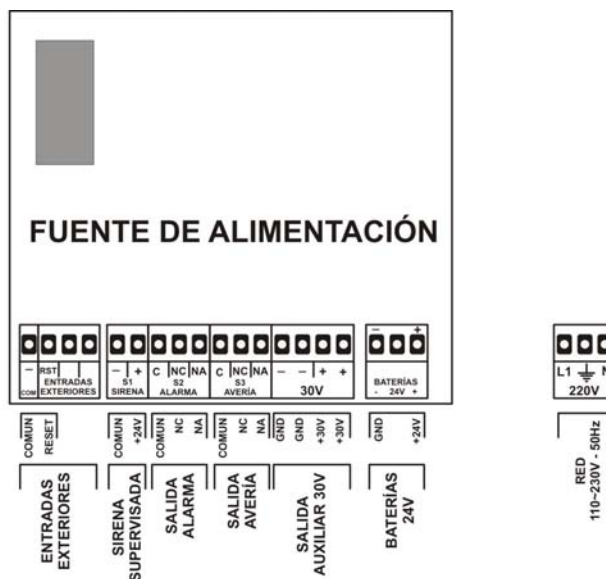 FUENTE DE ALIMENTACIÓN
- +
- RST - + C NC NA C NC NA - - + + L1
COM ENTRADAS EXTERIORES
S1 SIRENA
S2 ALARMA
S3 AVERÍA
30V
BATERÍAS
- 24V +
220V
COMUN
RESET
COMUN
+24V
COMUN
NC
NA
COMUN
NC
NA
GND
GND
+30V
+30V
GND
+24V
ENTRADAS
EXTERIORES
SIRENA
SUPERVISADA
SALIDA
ALARMA
SALIDA
AVERÍA
SALIDA
AUXILIAR 30V
BATERÍAS
24V
RED
110~230V - 50Hz